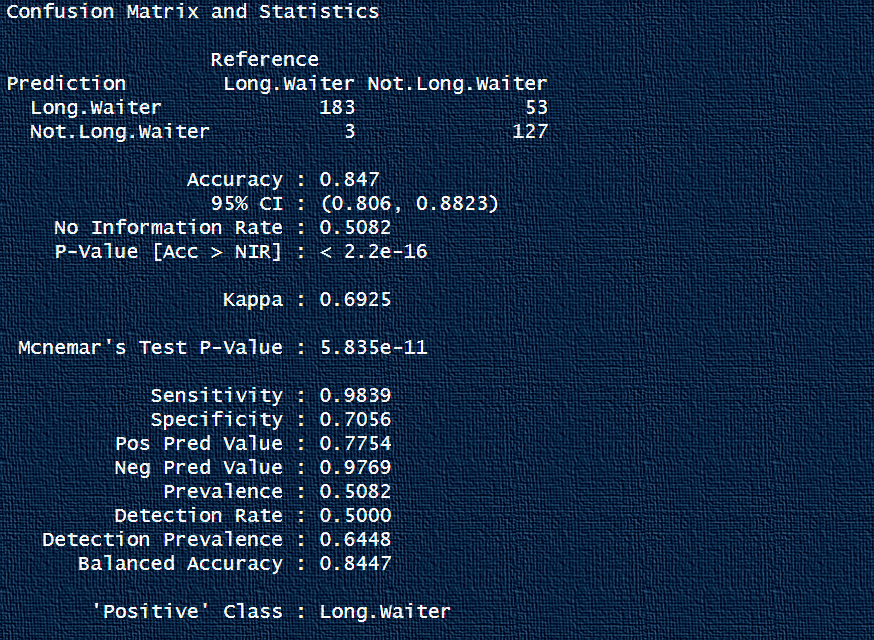 Confusion Matrix and Statistics
Reference
Prediction Long.Waiter Not.Long.Waiter
Long.Waiter 183 53
Not.Long.Waiter 3 127
Accuracy : 0.847
95% CI : (0.806, 0.8823)
No Information Rate : 0.5082
P-Value [Acc > NIR] : < 2.2e-16
Kappa : 0.6925
Mcnemar's Test P-Value : 5.835e-11
Sensitivity : 0.9839
Specificity : 0.7056
Pos Pred Value : 0.7754
Neg Pred Value : 0.9769
Prevalence : 0.5082
Detection Rate : 0.5000
Detection Prevalence : 0.6448
Balanced Accuracy : 0.8447
'Positive' Class : Long.Waiter